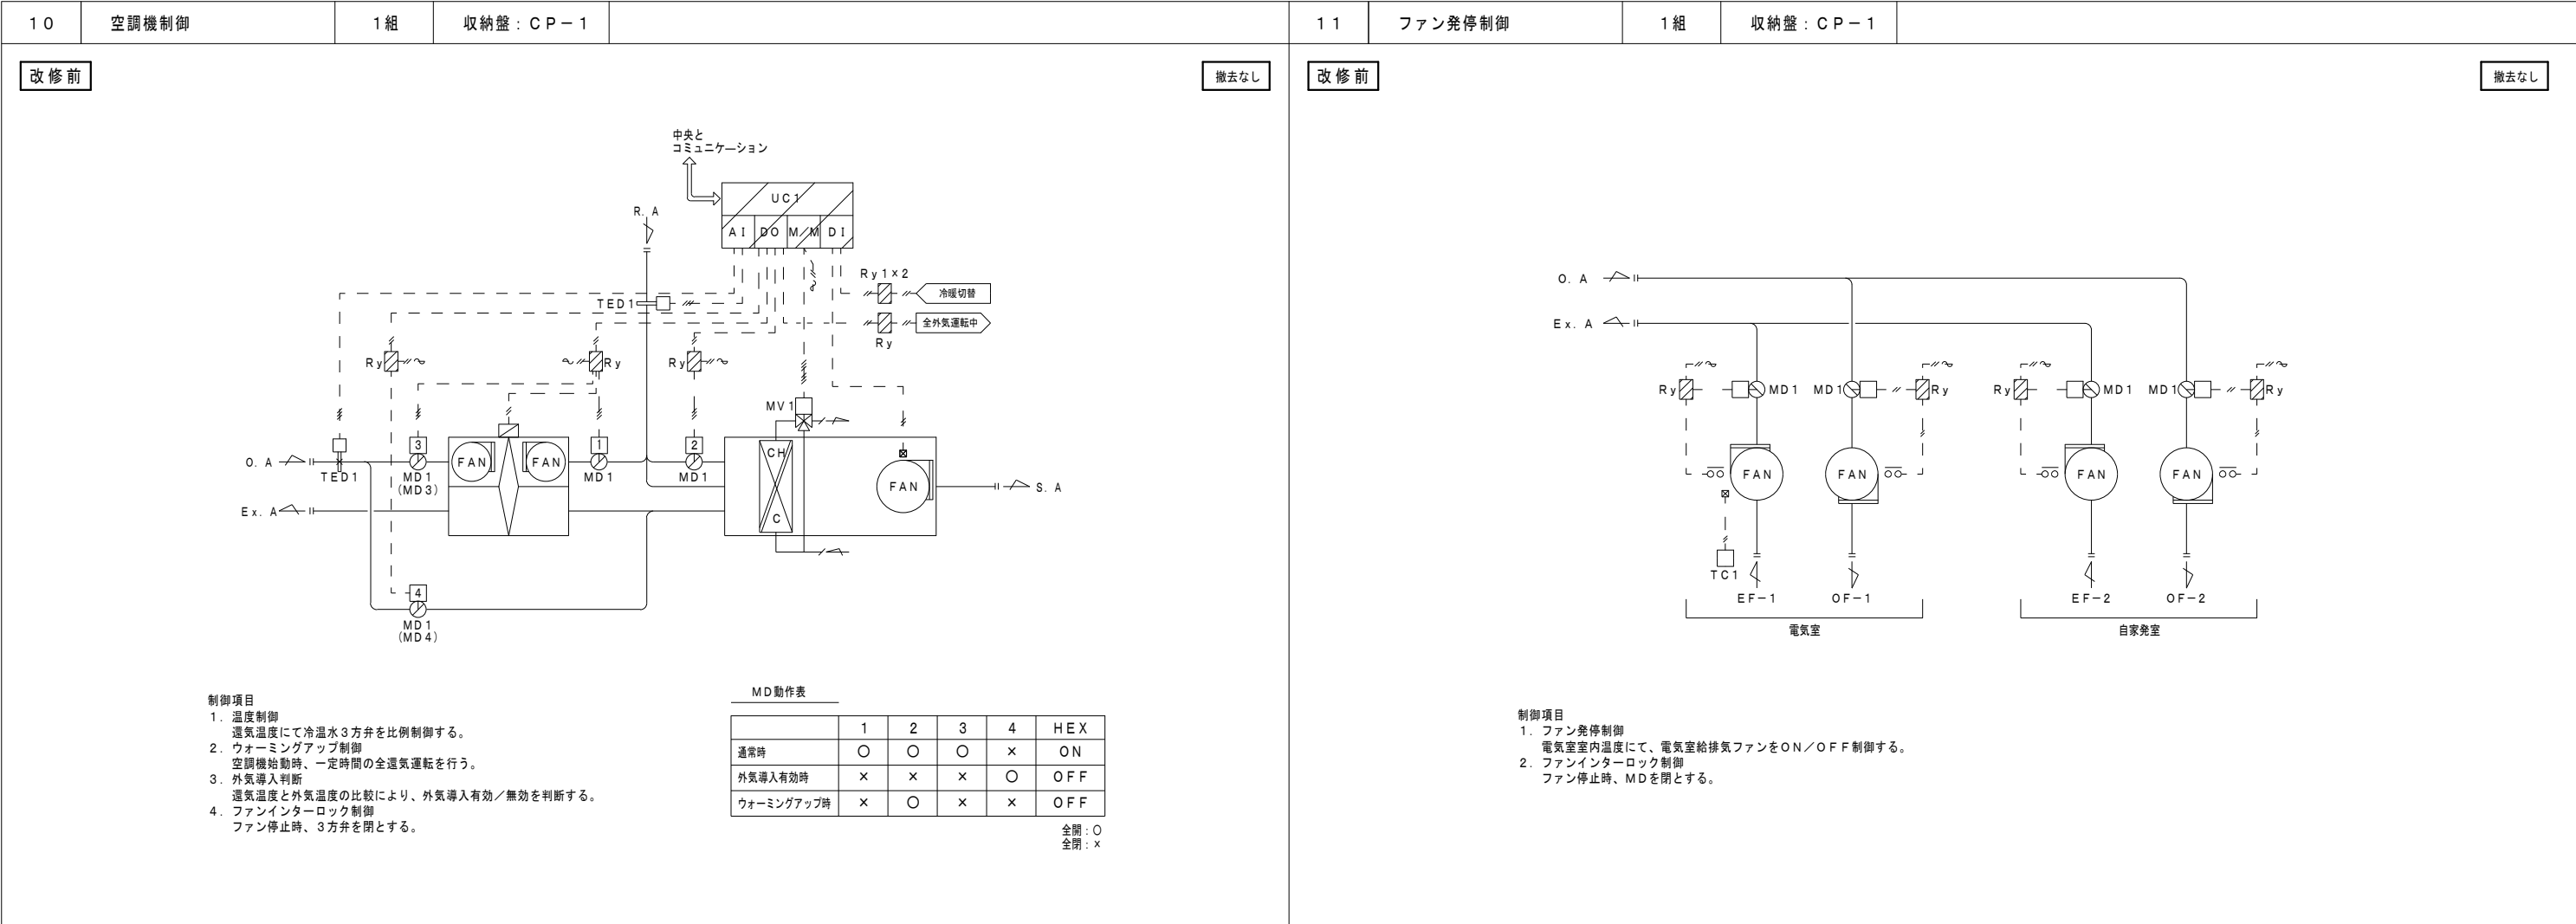 10 空調機制御 1組 収納盤:CP－1
改修前
撤去なし
中央と
コミュニケーション
UC1
R. A
AI DO M/M DI
Ry1×2
冷暖切替
TED1
全外気運転中
Ry
Ry
Ry
Ry
MV1
3
1
2
O. A
FAN
FAN
CH
TED1
MD1
(MD3)
MD1
MD1
FAN
S. A
Ex. A
C
4
MD1
(MD4)
制御項目
1. 温度制御
還気温度にて冷温水3方弁を比例制御する。
2. ウォーミングアップ制御
空調機始動時、一定時間の全還気運転を行う。
3. 外気導入判断
還気温度と外気温度の比較により、外気導入有効/無効を判断する。
4. ファンインターロック制御
ファン停止時、3方弁を閉とする。
MD動作表
1 2 3 4 HEX
通常時 ○ ○ ○ × ON
外気導入有効時 × × × ○ OFF
ウォーミングアップ時 × ○ × × OFF
全開:○
全閉:×
11 ファン発停制御 1組 収納盤:CP－1
改修前
撤去なし
O. A
Ex. A
Ry MD1 MD1 Ry Ry MD1 MD1 Ry
FAN FAN FAN FAN
TC1
EF－1 OF－1 EF－2 OF－2
電気室 自家発室
制御項目
1. ファン発停制御
電気室室内温度にて、電気室給排気ファンをON/OFF制御する。
2. ファンインターロック制御
ファン停止時、MDを閉とする。